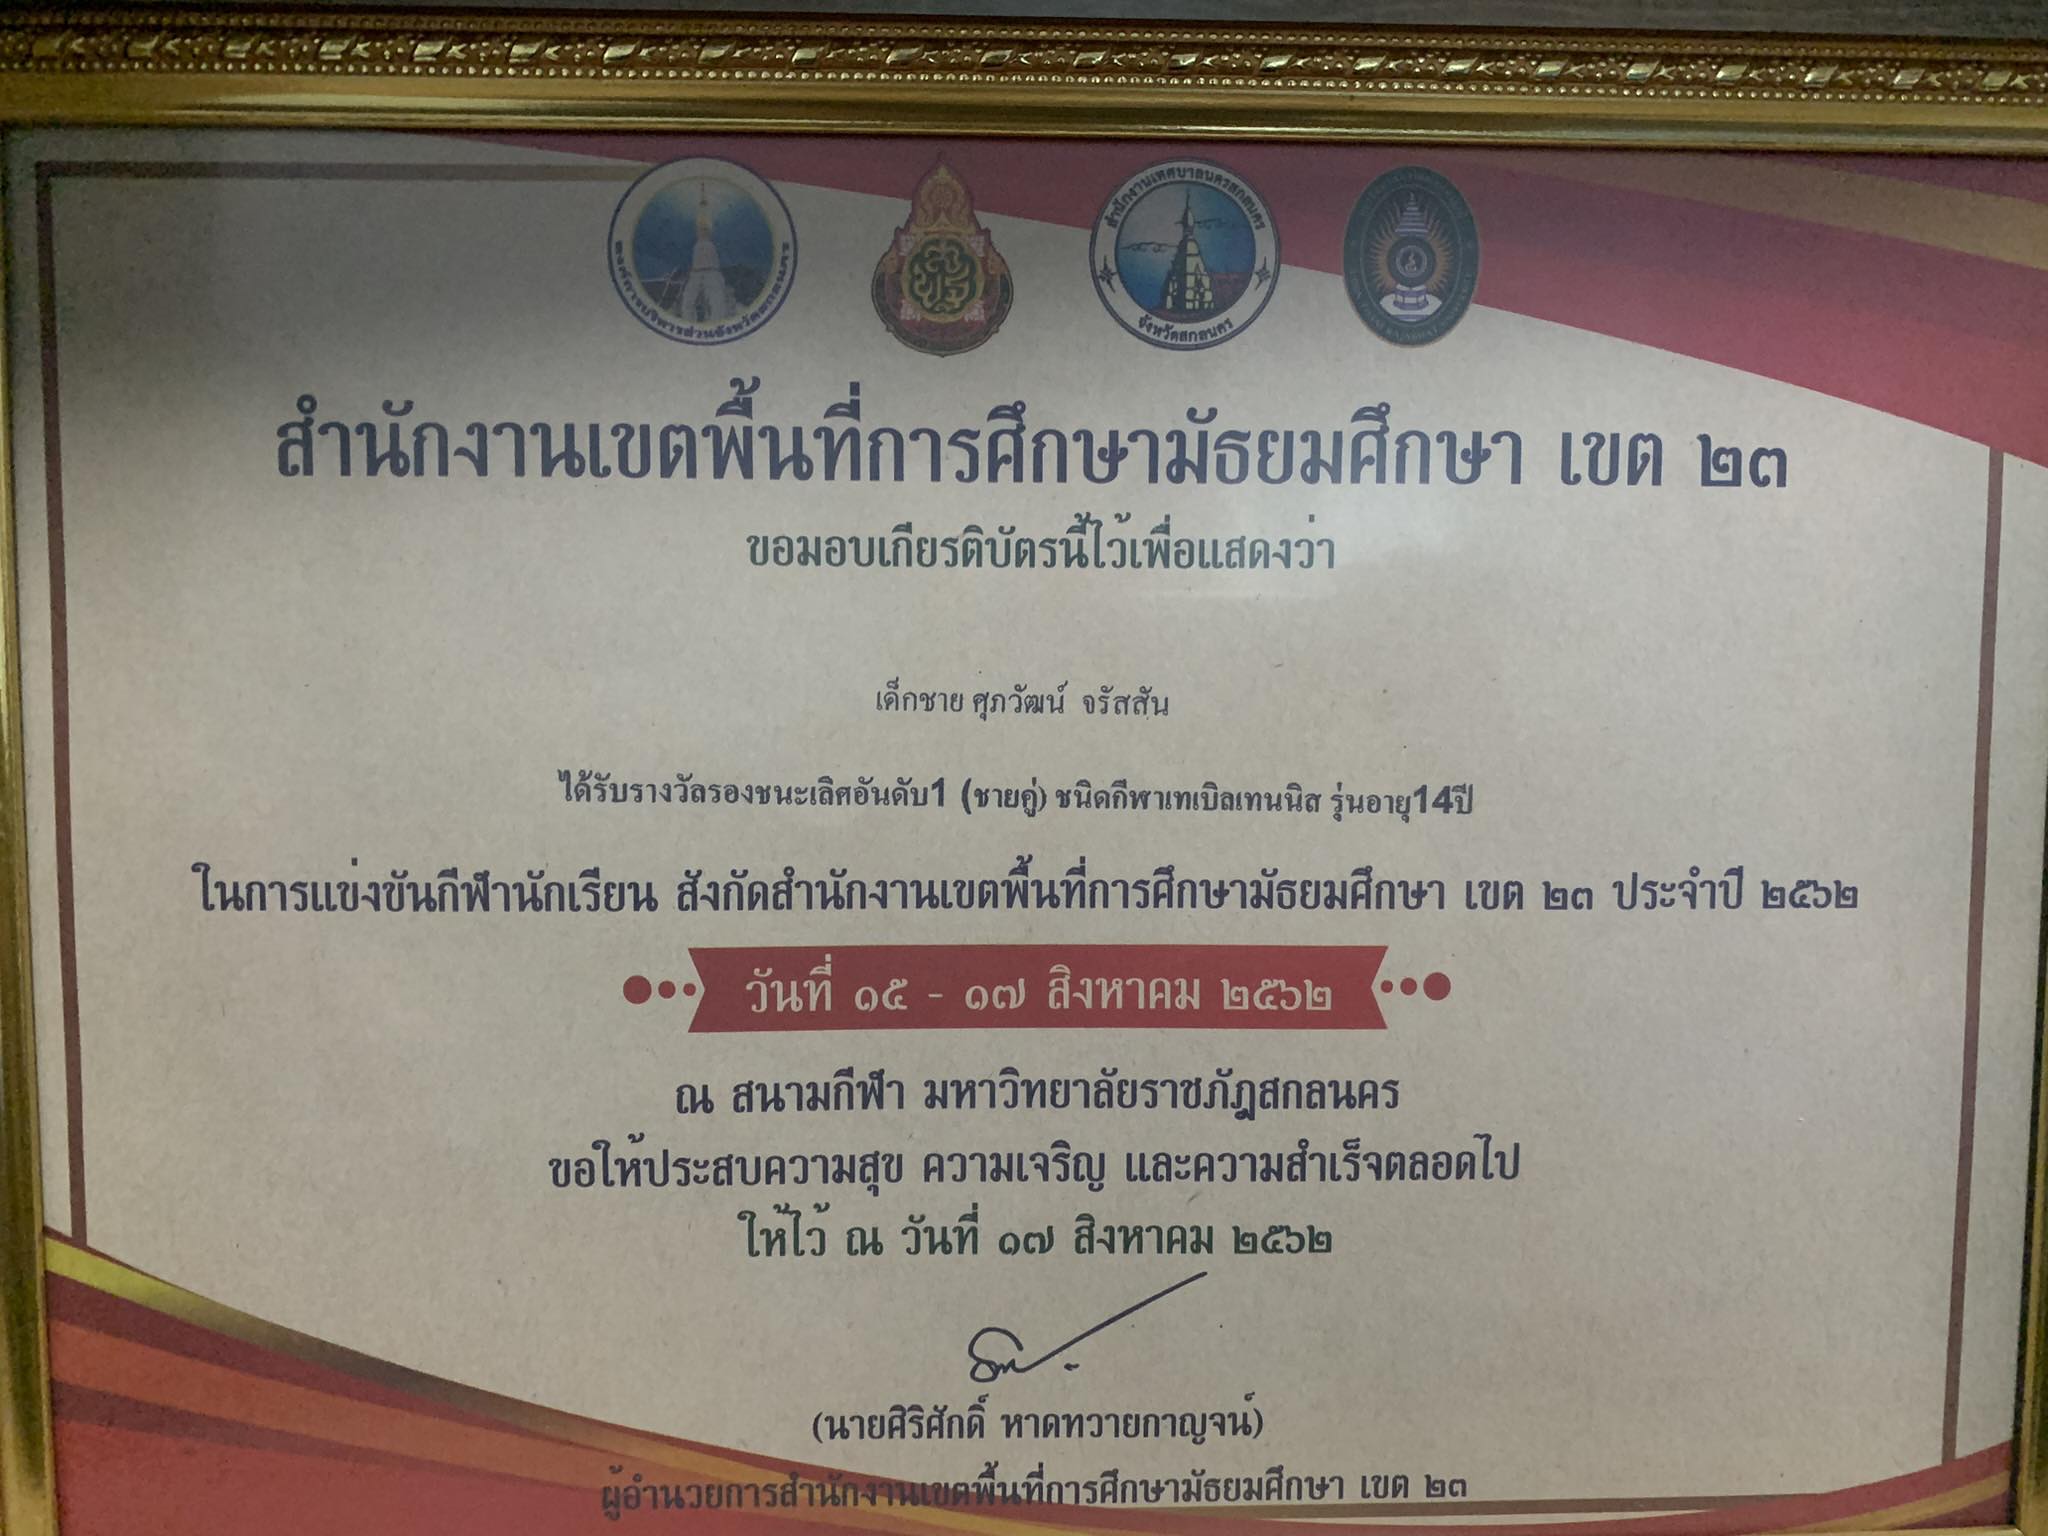 องค์การบริหารส่วนจังหวัดสกลนคร
สำนักงานเทศบาลนครสกลนคร
จังหวัดสกลนคร
สำนักงานเขตพื้นที่การศึกษามัธยมศึกษา เขต ๒๓
ขอมอบเกียรติบัตรนี้ไว้เพื่อแสดงว่า
เด็กชาย ศุภวัฒน์ จรัสสัน
ได้รับรางวัลรองชนะเลิศอันดับ1 (ชายคู่) ชนิดกีฬาเทเบิลเทนนิส รุ่นอายุ14ปี
ในการแข่งขันกีฬานักเรียน สังกัดสำนักงานเขตพื้นที่การศึกษามัธยมศึกษา เขต ๒๓ ประจำปี ๒๕๖๒
วันที่ ๑๕ - ๑๗ สิงหาคม ๒๕๖๒
ณ สนามกีฬา มหาวิทยาลัยราชภัฏสกลนคร
ขอให้ประสบความสุข ความเจริญ และความสำเร็จตลอดไป
ให้ไว้ ณ วันที่ ๑๗ สิงหาคม ๒๕๖๒
(นายศิริศักดิ์ หาดทวายกาญจน์)
ผู้อำนวยการสำนักงานเขตพื้นที่การศึกษามัธยมศึกษา เขต ๒๓